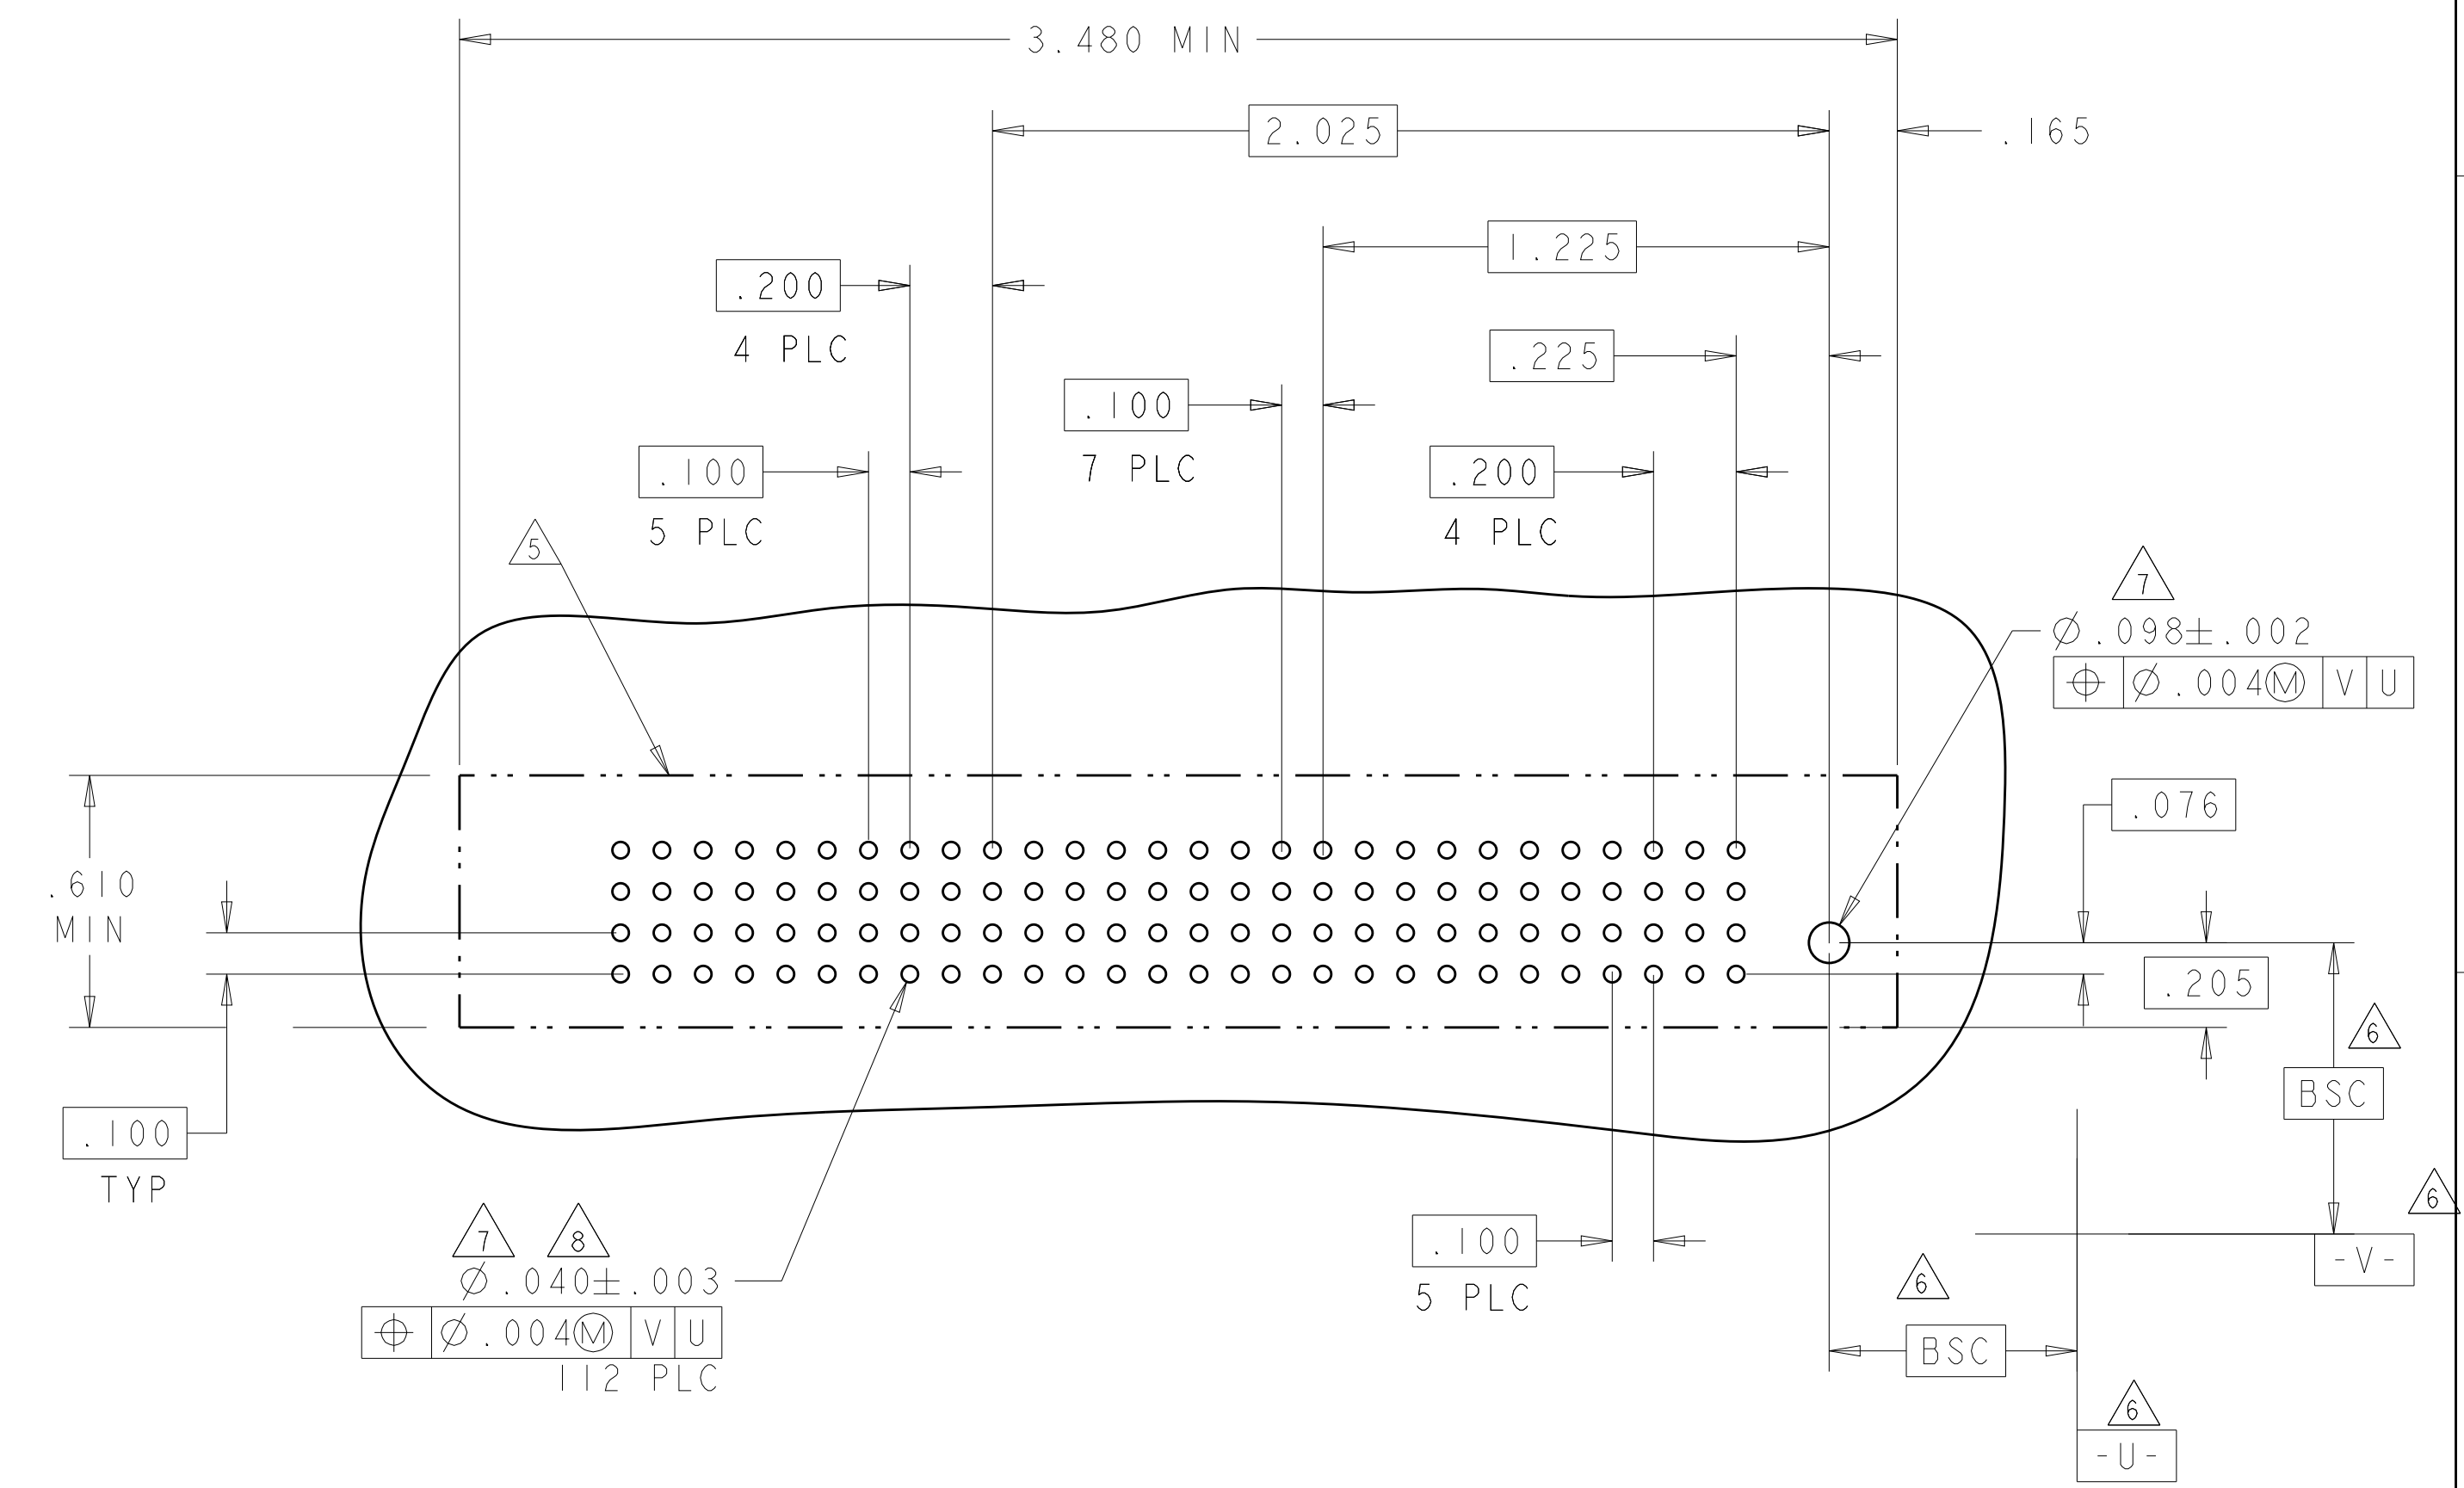 3.480 MIN
2.025
.165
1.225
.200
4 PLC
.225
.100
7 PLC
.100
5 PLC
.200
4 PLC
5
7
⌀.098±.002
⌖ ⌀.004Ⓜ V U
.076
.610
MIN
.205
6
BSC
.100
TYP
6
-V-
7 8
⌀.040±.003
⌖ ⌀.004Ⓜ V U
112 PLC
.100
5 PLC
6
BSC
6
-U-